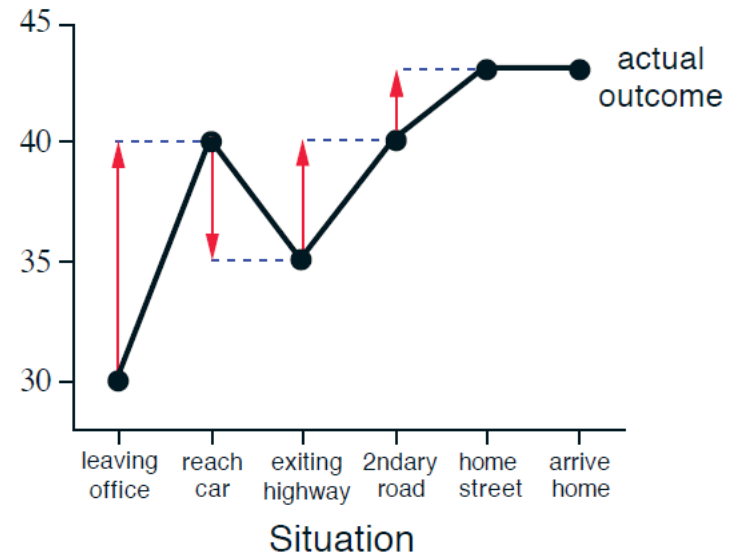 45
40
35
30
actual
outcome
leaving
office
reach
car
exiting
highway
2ndary
road
home
street
arrive
home
Situation